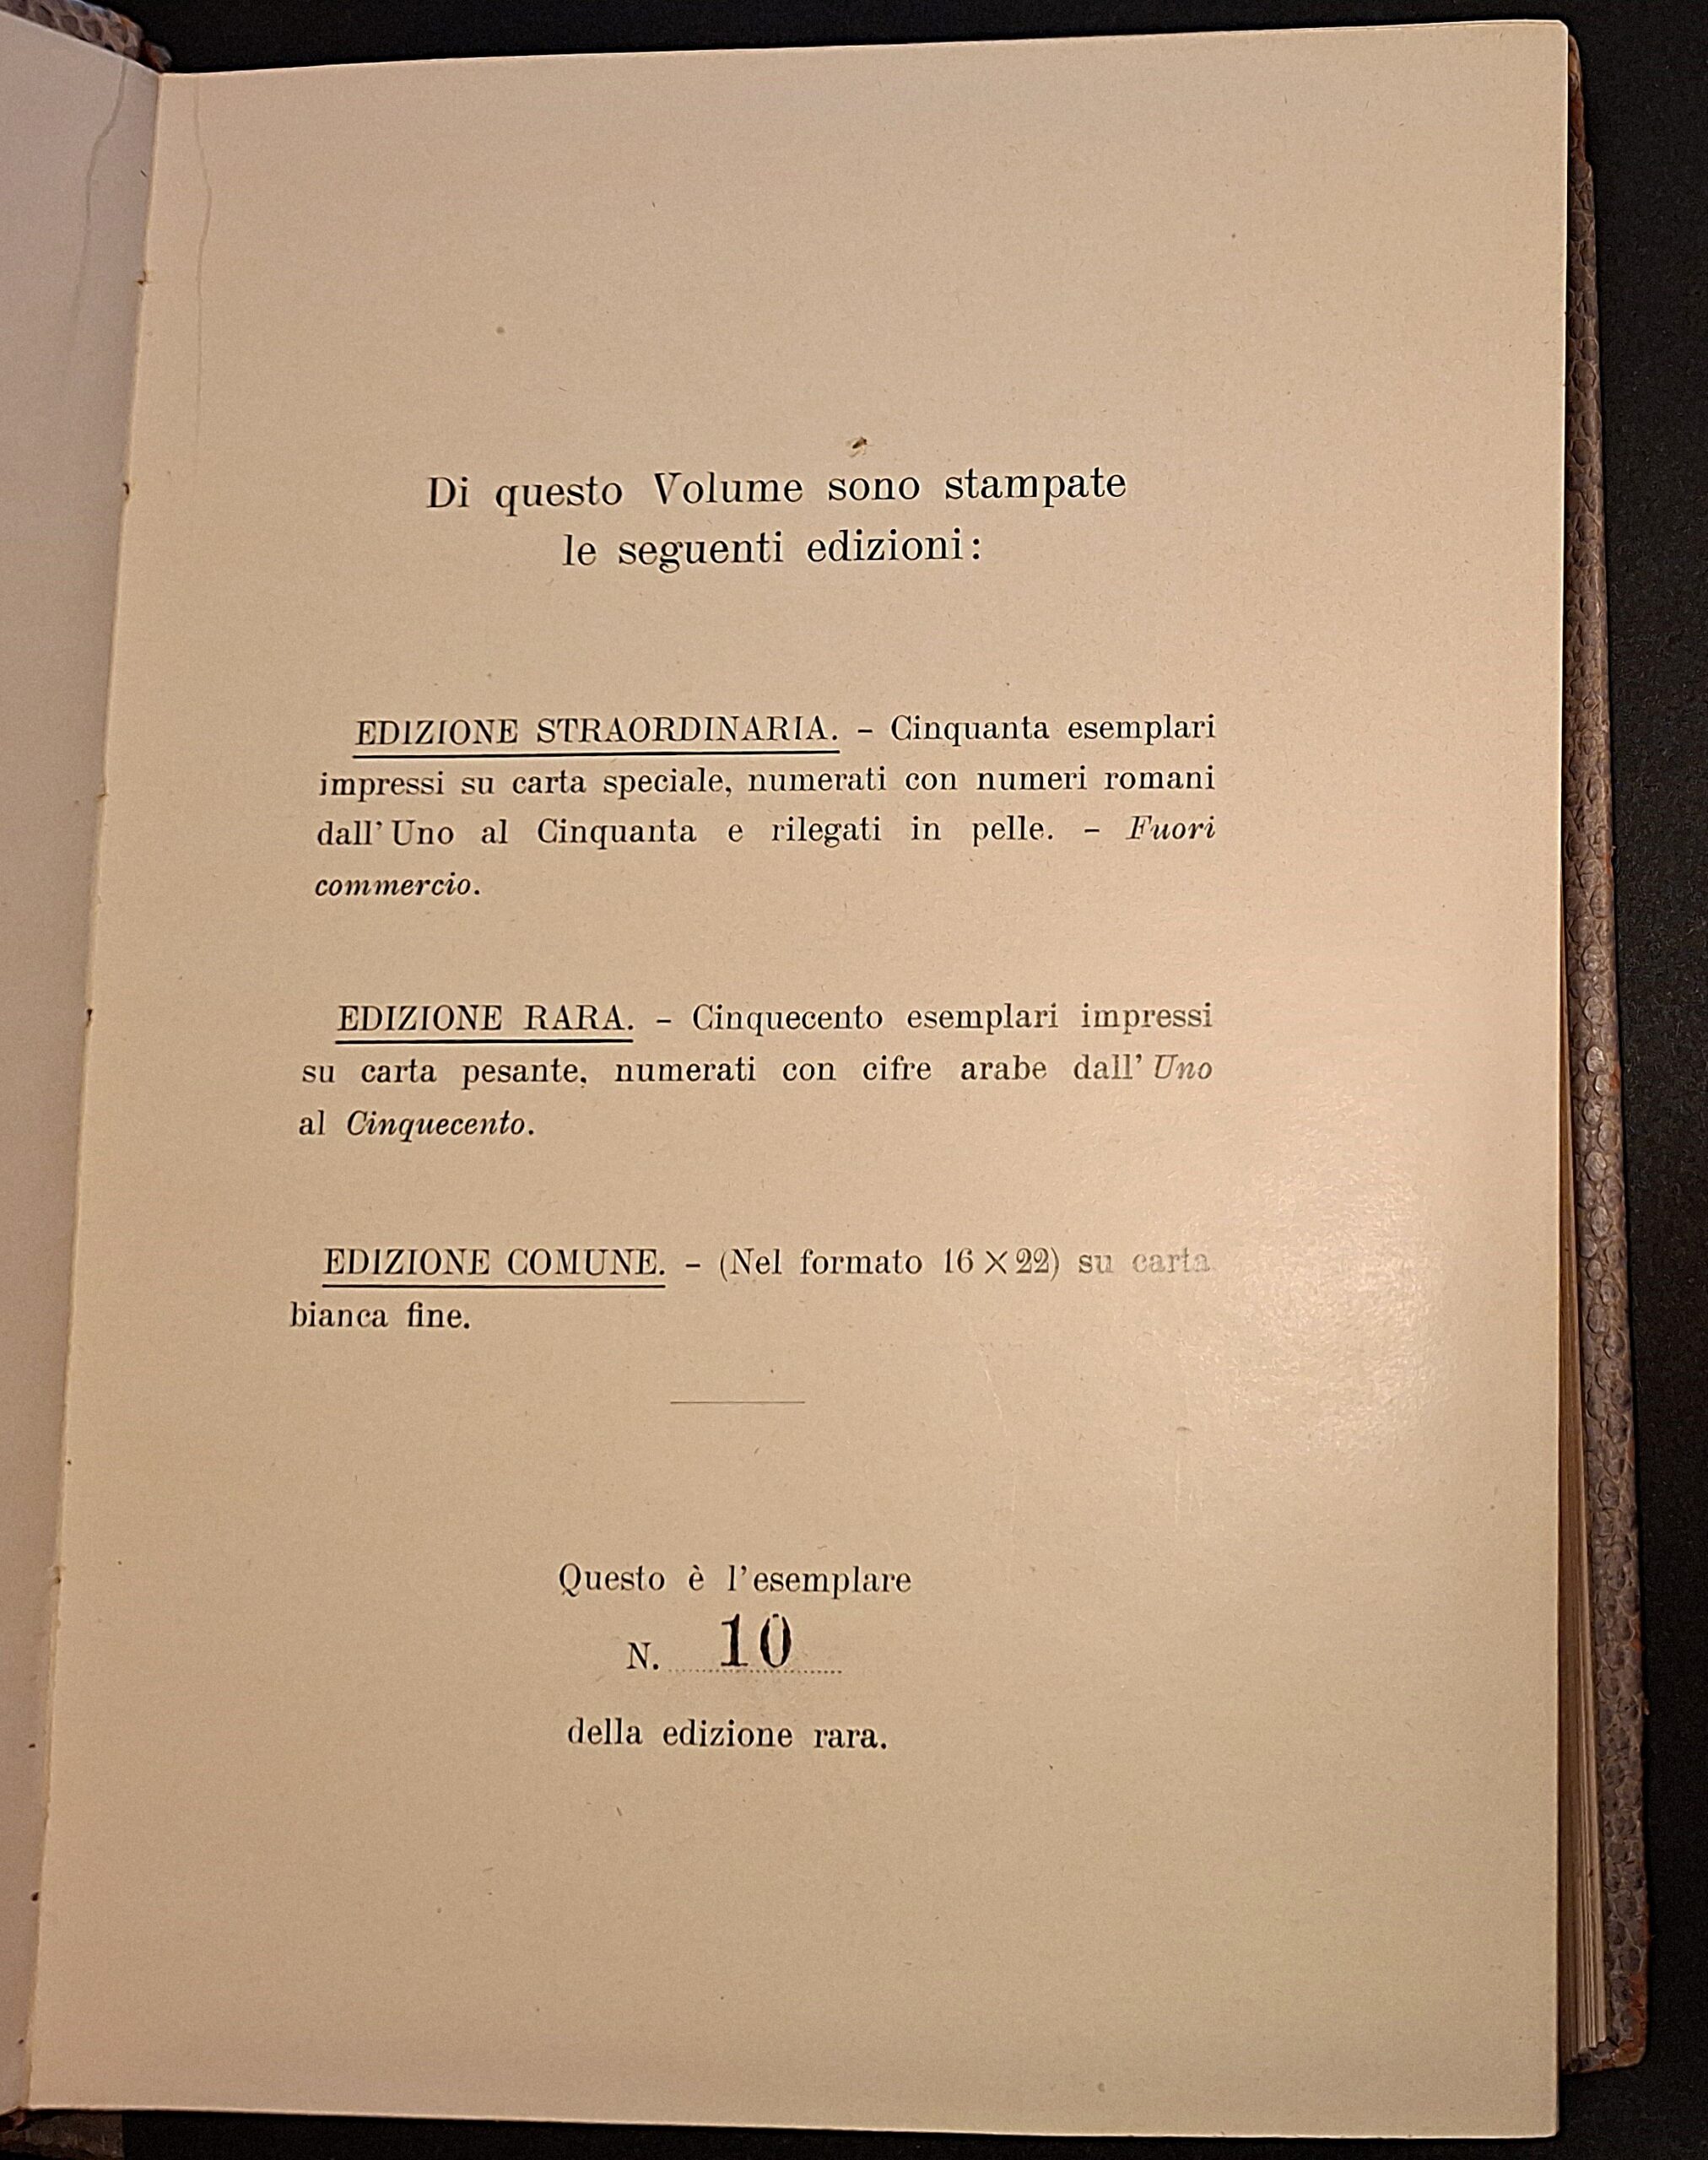 Di questo Volume sono stampate
le seguenti edizioni:
EDIZIONE STRAORDINARIA. – Cinquanta esemplari
impressi su carta speciale, numerati con numeri romani
dall' Uno al Cinquanta e rilegati in pelle. – Fuori
commercio.
EDIZIONE RARA. – Cinquecento esemplari impressi
su carta pesante, numerati con cifre arabe dall' Uno
al Cinquecento.
EDIZIONE COMUNE. – (Nel formato 16 × 22) su carta
bianca fine.
Questo è l'esemplare
N. 10
della edizione rara.